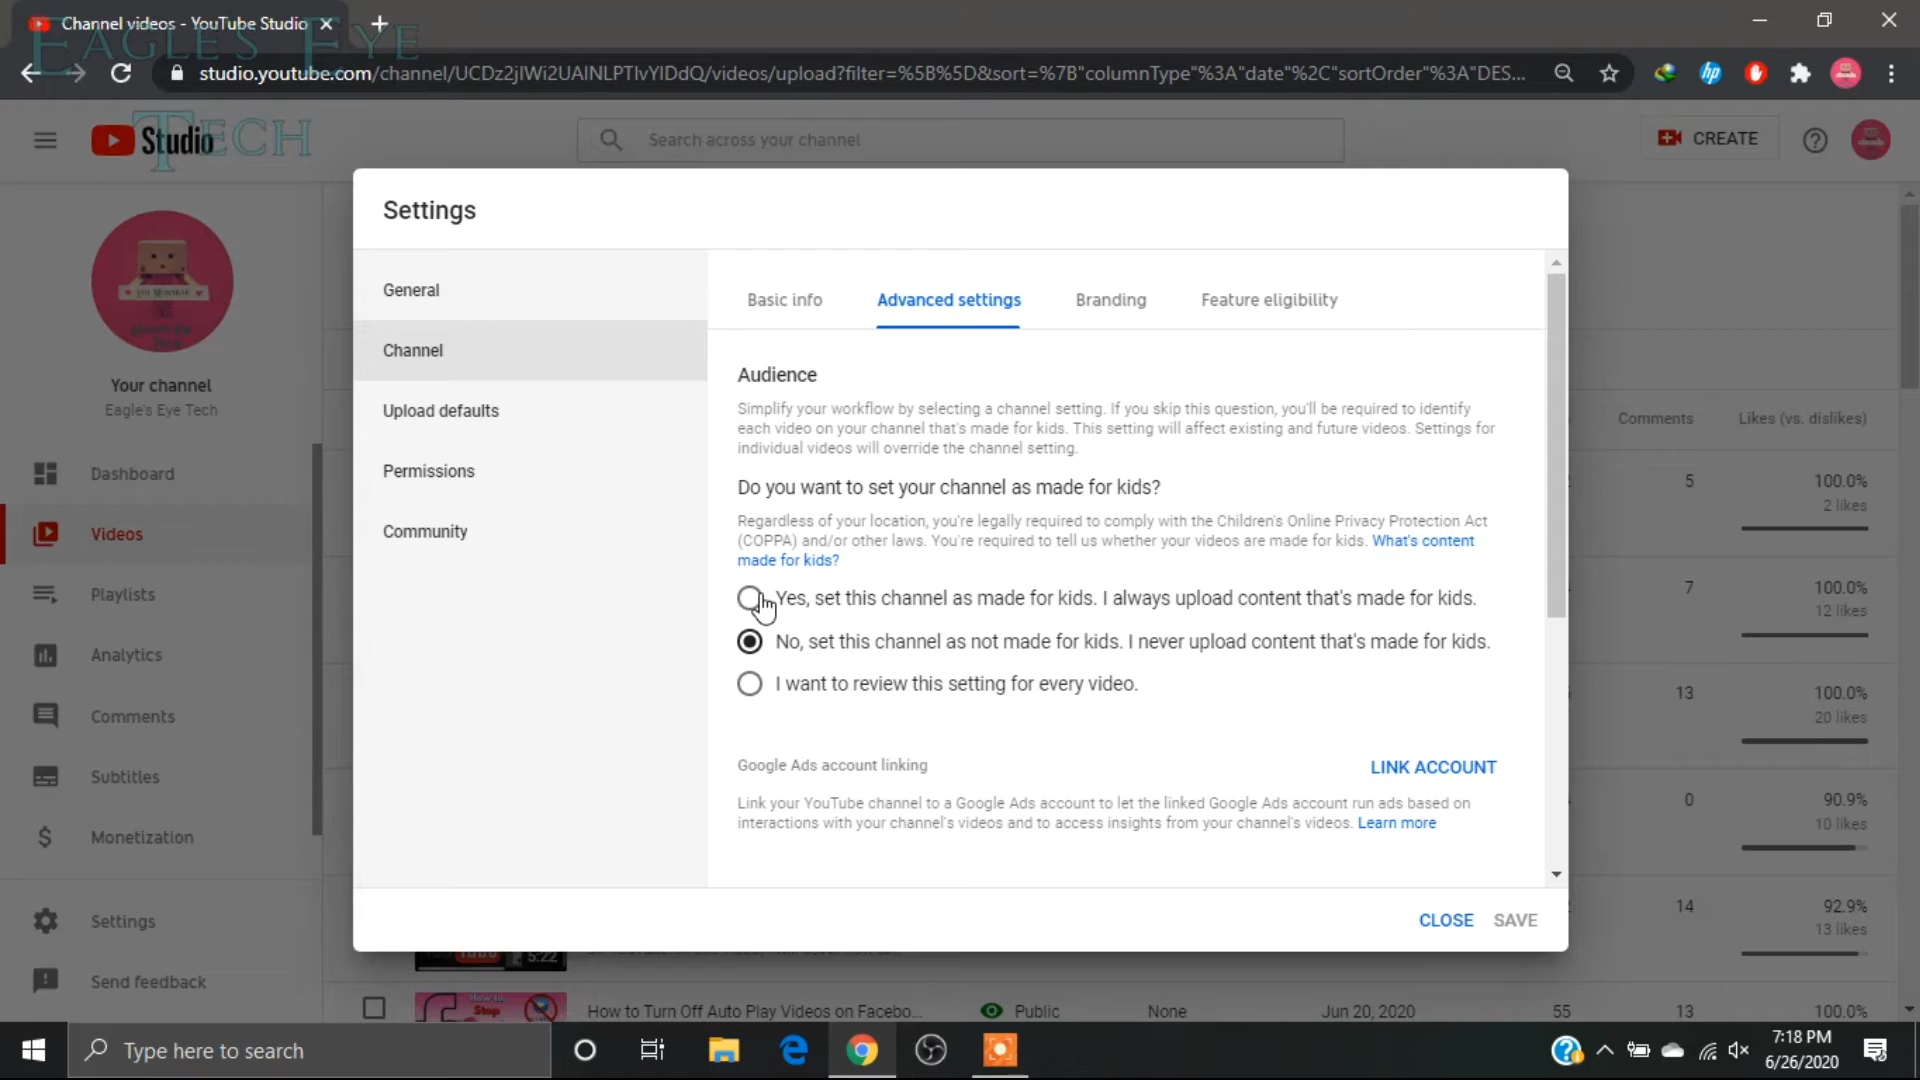 Channel videos - YouTube Studio
EAGLE'S EYE
TECH
studio.youtube.com/channel/UCDz2jlWi2UAINLPTIvYIDdQ/videos/upload?filter=%5B%5D&sort=%7B"columnType"%3A"date"%2C"sortOrder"%3A"DES...
hp
Studio
Search across your channel
CREATE
Settings
General
Channel
Upload defaults
Permissions
Community
Basic info
Advanced settings
Branding
Feature eligibility
Audience
Simplify your workflow by selecting a channel setting. If you skip this question, you'll be required to identify
each video on your channel that's made for kids. This setting will affect existing and future videos. Settings for
individual videos will override the channel setting.
Do you want to set your channel as made for kids?
Regardless of your location, you're legally required to comply with the Children's Online Privacy Protection Act
(COPPA) and/or other laws. You're required to tell us whether your videos are made for kids. What's content
made for kids?
Yes, set this channel as made for kids. I always upload content that's made for kids.
No, set this channel as not made for kids. I never upload content that's made for kids.
I want to review this setting for every video.
Google Ads account linking
LINK ACCOUNT
Link your YouTube channel to a Google Ads account to let the linked Google Ads account run ads based on
interactions with your channel's videos and to access insights from your channel's videos. Learn more
CLOSE
SAVE
Your channel
Eagle's Eye Tech
Dashboard
Videos
Playlists
Analytics
Comments
Subtitles
Monetization
Settings
Send feedback
Comments
Likes (vs. dislikes)
5
100.0%
2 likes
7
100.0%
12 likes
13
100.0%
20 likes
0
90.9%
10 likes
14
92.9%
13 likes
5:22
How to
Stop
How to Turn Off Auto Play Videos on Facebo...
Public
None
Jun 20, 2020
55
13
100.0%
Type here to search
7:18 PM
6/26/2020